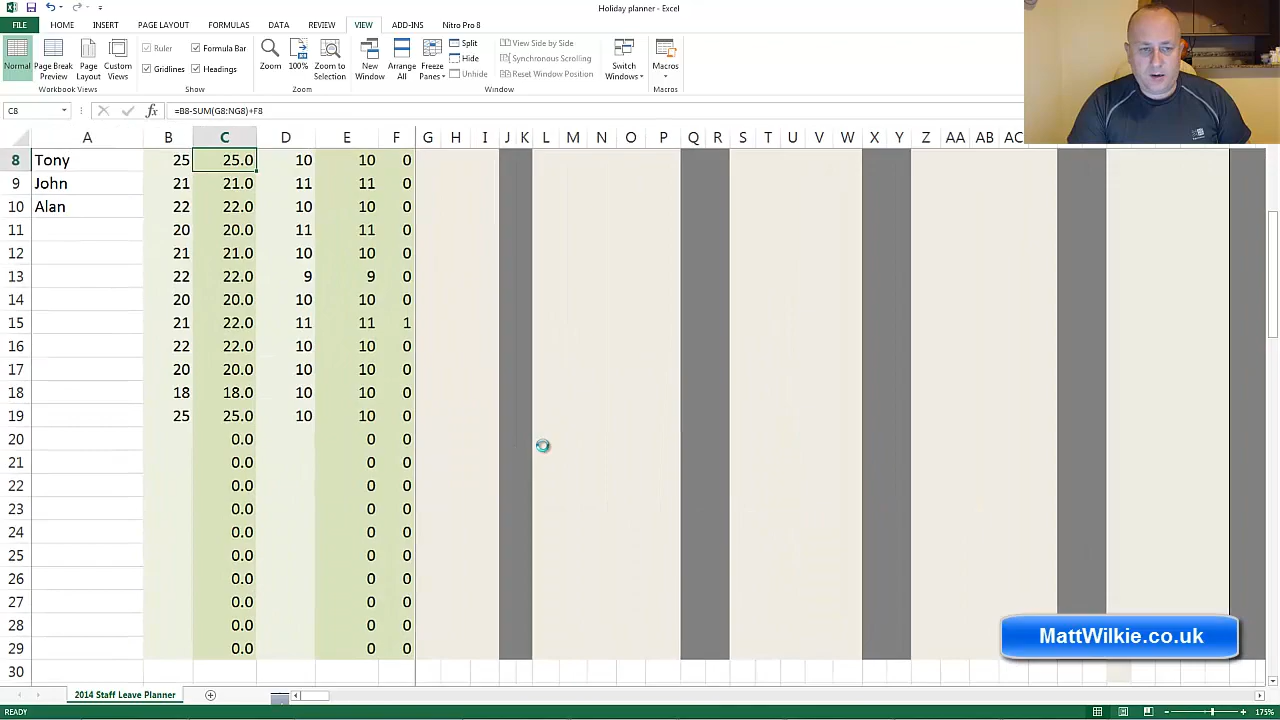 Holiday planner - Excel
FILE HOME INSERT PAGE LAYOUT FORMULAS DATA REVIEW VIEW ADD-INS Nitro Pro 8
Normal Page Break Preview Page Layout Custom Views
Workbook Views
Ruler Formula Bar
Gridlines Headings
Show
Zoom 100% Zoom to Selection
Zoom
New Window Arrange All Freeze Panes
Split
Hide
Unhide
View Side by Side
Synchronous Scrolling
Reset Window Position
Window
Switch Windows
Macros
Macros
C8 fx =B8-SUM(G8:NG8)+F8
A B C D E F G H I J K L M N O P Q R S T U V W X Y Z AA AB AC
8 Tony 25 25.0 10 10 0
9 John 21 21.0 11 11 0
10 Alan 22 22.0 10 10 0
11 20 20.0 11 11 0
12 21 21.0 10 10 0
13 22 22.0 9 9 0
14 20 20.0 10 10 0
15 21 22.0 11 11 1
16 22 22.0 10 10 0
17 20 20.0 10 10 0
18 18 18.0 10 10 0
19 25 25.0 10 10 0
20 0.0 0 0
21 0.0 0 0
22 0.0 0 0
23 0.0 0 0
24 0.0 0 0
25 0.0 0 0
26 0.0 0 0
27 0.0 0 0
28 0.0 0 0
29 0.0 0 0
30
MattWilkie.co.uk
2014 Staff Leave Planner
READY 175%